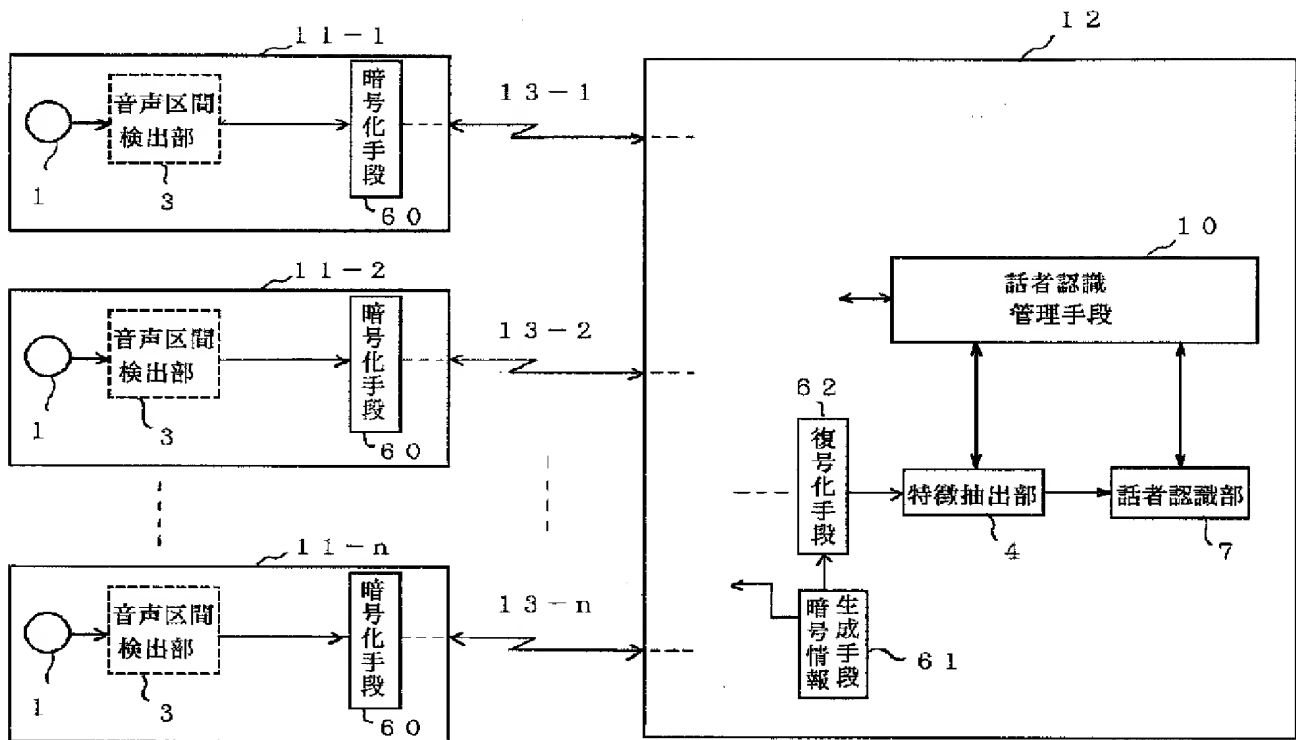 11-1
音声区間
検出部
暗号化手段
1
3
60
13-1
11-2
音声区間
検出部
暗号化手段
1
3
60
13-2
11-n
音声区間
検出部
暗号化手段
1
3
60
13-n
12
10
話者認識
管理手段
62
復号化手段
特徴抽出部
4
話者認識部
7
暗号情報
生成手段
61